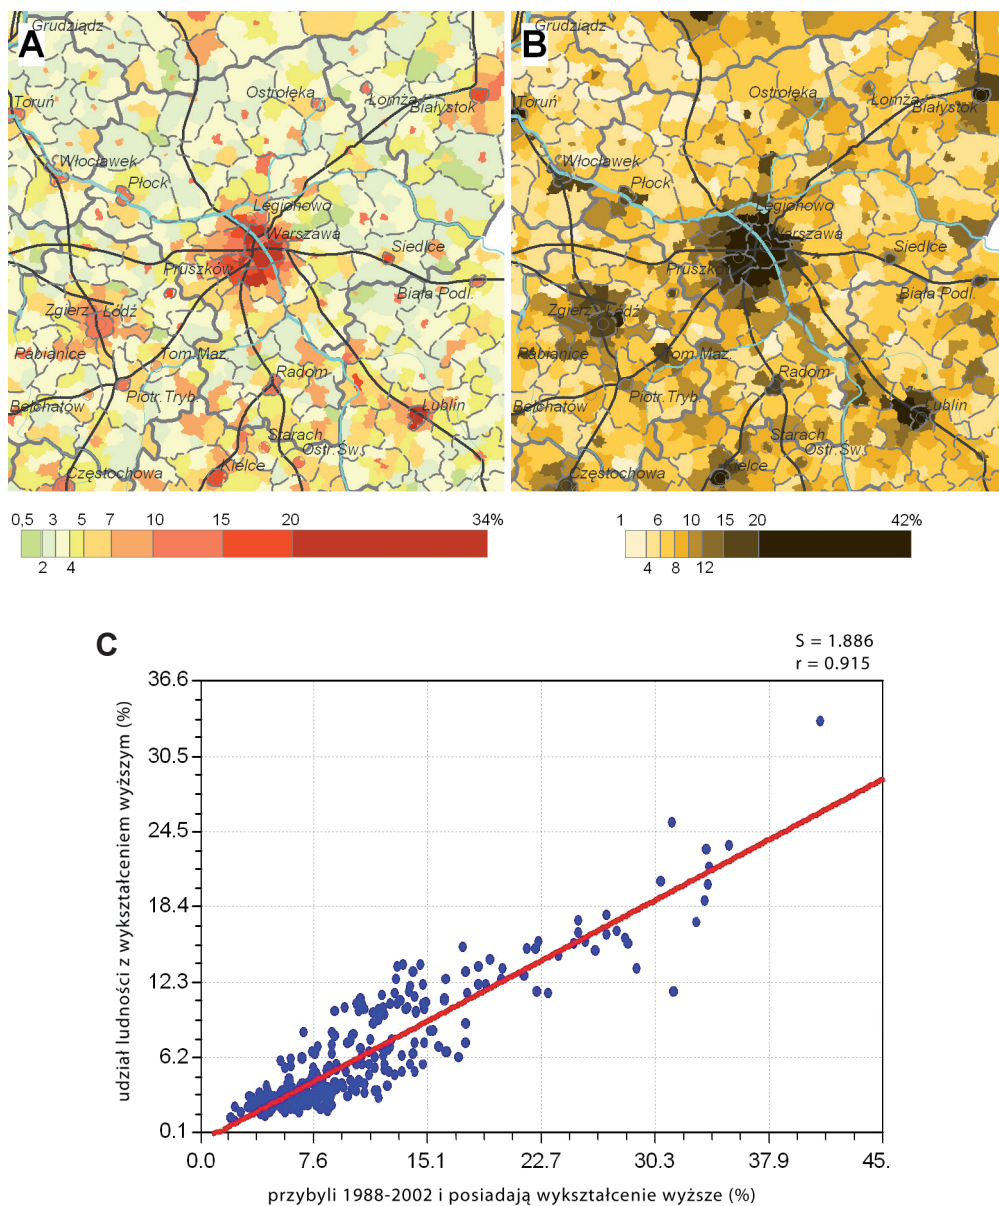 A
Grudziądz
Toruń
Ostrołęka
Łomża
Białystok
Włocławek
Płock
Legionowo
Warszawa
Siedlce
Pruszków
Biała Podl.
Zgierz
Łódź
Pabianice
Tom.Maz.
Radom
Bełchatów
Piotr.Tryb.
Lublin
Starach.
Ostr.Św.
Kielce
Częstochowa
B
Grudziądz
Toruń
Ostrołęka
Łomża
Białystok
Włocławek
Płock
Legionowo
Warszawa
Siedlce
Pruszków
Biała Podl.
Zgierz
Łódź
Pabianice
Tom.Maz.
Radom
Bełchatów
Piotr.Tryb.
Lublin
Starach.
Ostr.Św.
Kielce
Częstochowa
0,5 3 5 7 10 15 20 34%
2 4
1 6 10 15 20 42%
4 8 12
C
S = 1.886
r = 0.915
udział ludności z wykształceniem wyższym (%)
36.6
30.5
24.5
18.4
12.3
6.2
0.1
0.0 7.6 15.1 22.7 30.3 37.9 45.
przybyli 1988-2002 i posiadają wykształcenie wyższe (%)